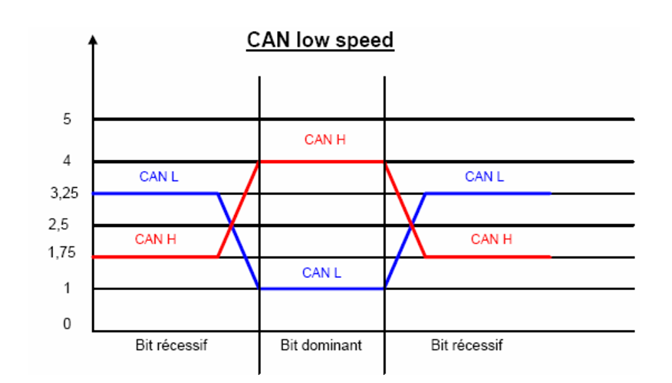 CAN low speed
5
CAN H
4
CAN L
CAN L
3,25
2,5
CAN H
CAN H
1,75
CAN L
1
0
Bit récessif
Bit dominant
Bit récessif